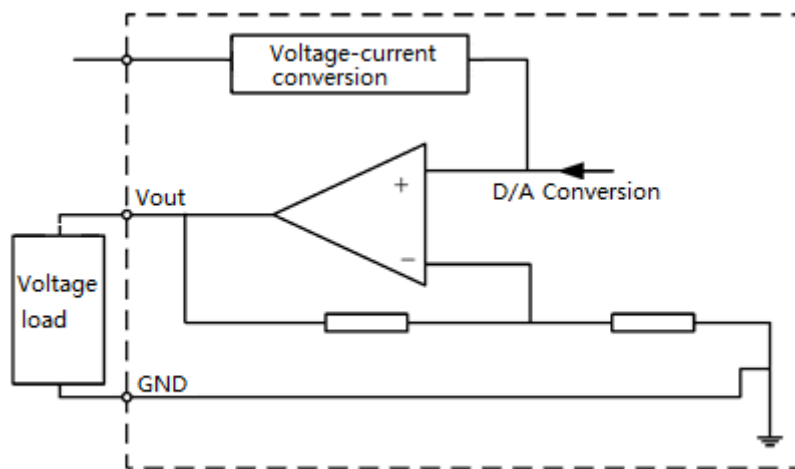 Voltage-current
conversion
+
D/A Conversion
Vout
−
Voltage
load
GND